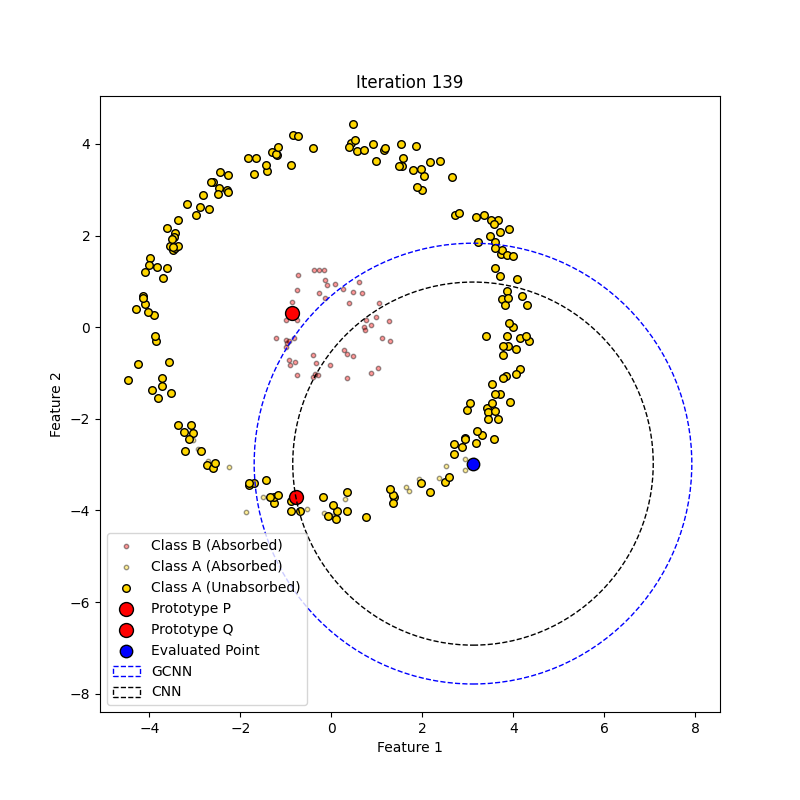 Iteration 139
Feature 2
4
2
0
−2
−4
−6
−8
Class B (Absorbed)
Class A (Absorbed)
Class A (Unabsorbed)
Prototype P
Prototype Q
Evaluated Point
GCNN
CNN
−4
−2
0
2
4
6
8
Feature 1